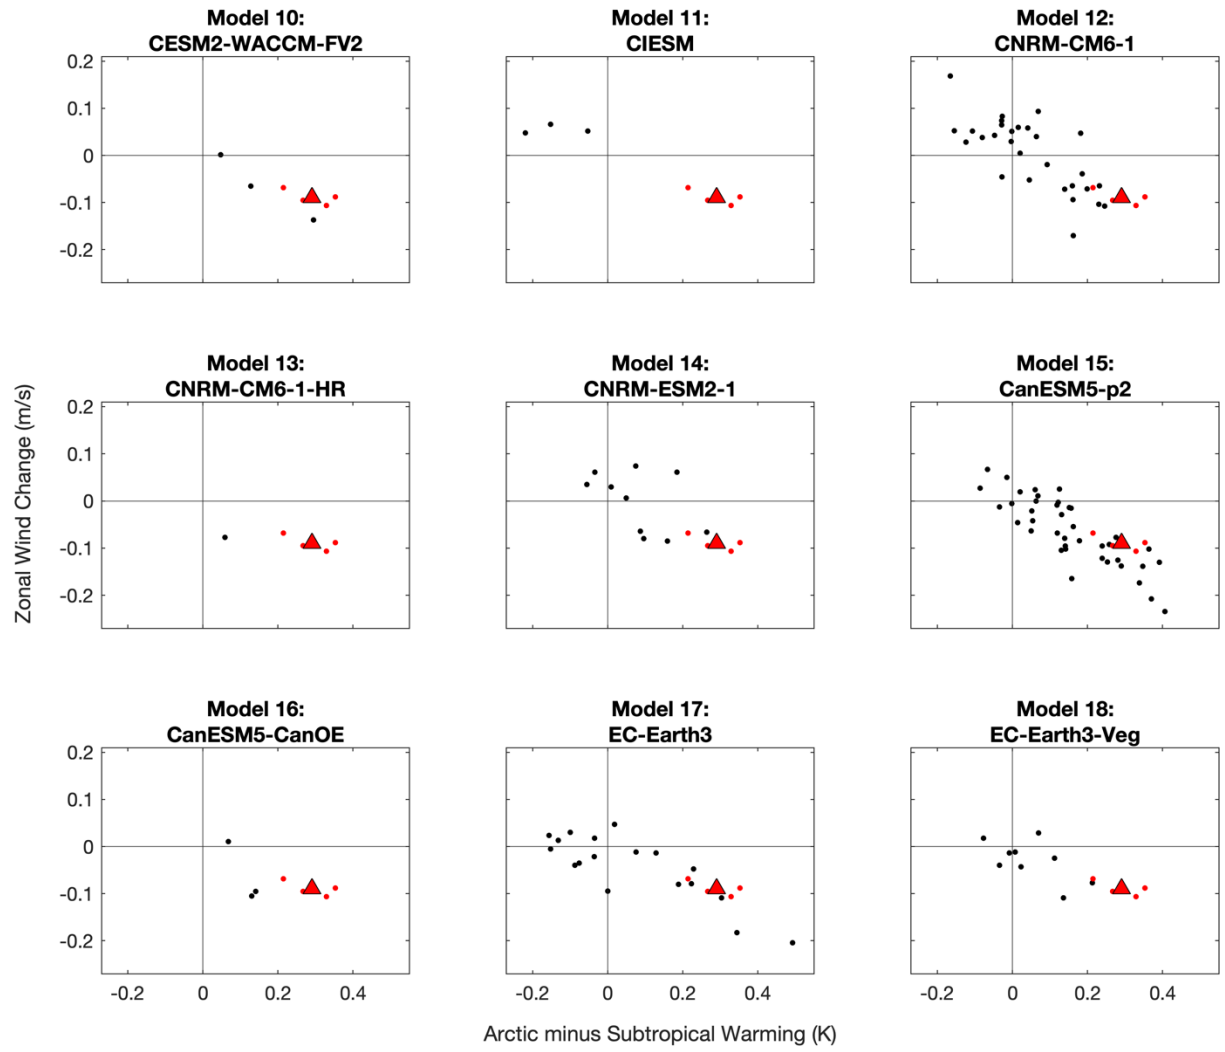 Model 10:
CESM2-WACCM-FV2
Model 11:
CIESM
Model 12:
CNRM-CM6-1
0.2
0.1
0
-0.1
-0.2
Model 13:
CNRM-CM6-1-HR
Model 14:
CNRM-ESM2-1
Model 15:
CanESM5-p2
Zonal Wind Change (m/s)
0.2
0.1
0
-0.1
-0.2
Model 16:
CanESM5-CanOE
Model 17:
EC-Earth3
Model 18:
EC-Earth3-Veg
0.2
0.1
0
-0.1
-0.2
-0.2 0 0.2 0.4
-0.2 0 0.2 0.4
-0.2 0 0.2 0.4
Arctic minus Subtropical Warming (K)